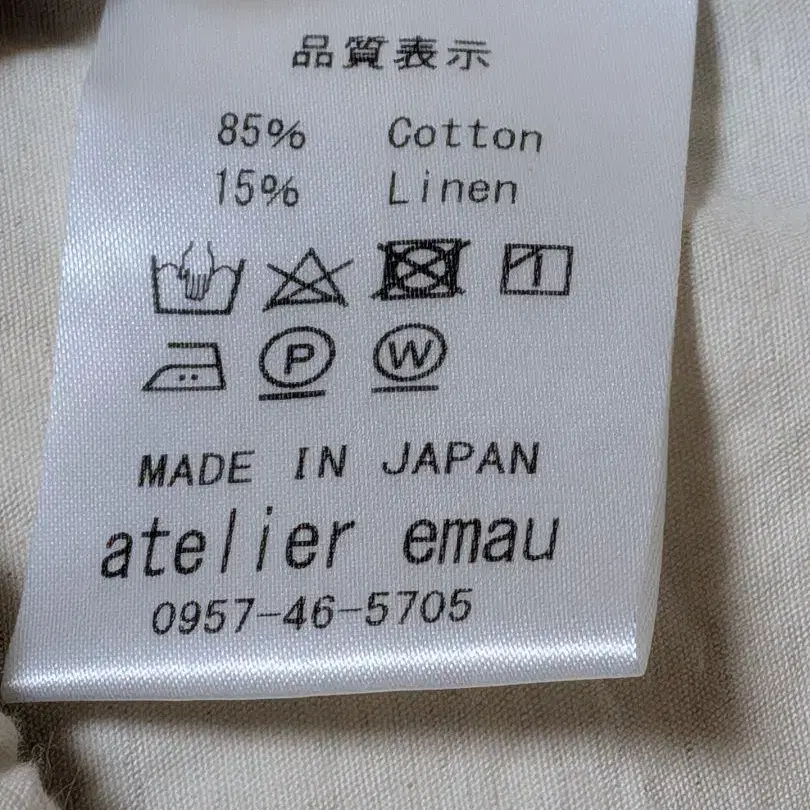 品質表示
85% Cotton
15% Linen
P W
MADE IN JAPAN
atelier emau
0957-46-5705